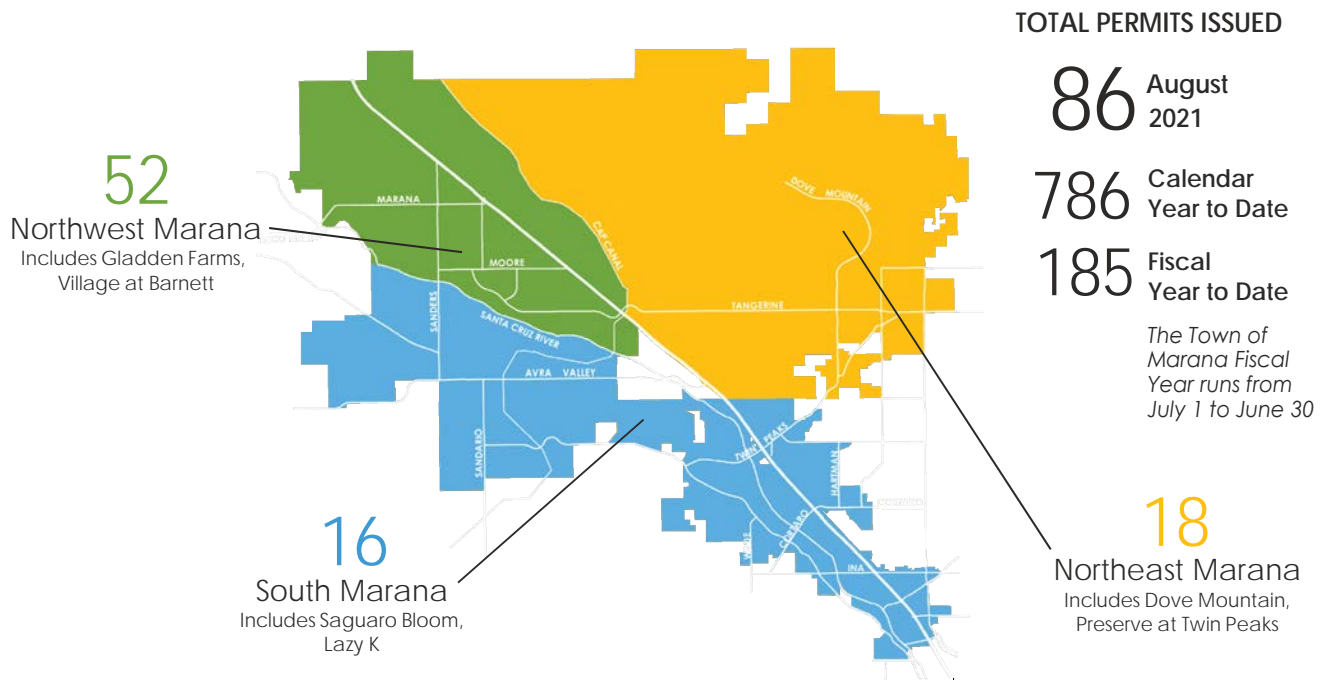 TOTAL PERMITS ISSUED
86 August
2021
786 Calendar
Year to Date
185 Fiscal
Year to Date
The Town of
Marana Fiscal
Year runs from
July 1 to June 30
52
Northwest Marana
Includes Gladden Farms,
Village at Barnett
16
South Marana
Includes Saguaro Bloom,
Lazy K
18
Northeast Marana
Includes Dove Mountain,
Preserve at Twin Peaks
MARANA
MOORE
SANDERS
SANTA CRUZ RIVER
CAP CANAL
DOVE MOUNTAIN
TANGERINE
AVRA VALLEY
SANDARIO
TWIN PEAKS
HARTMAN
CORTARO
INA